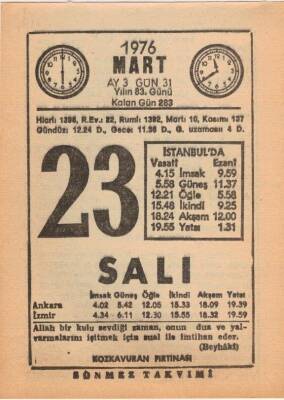 1976
MART
AY 3 GÜN 31
Yılın 83. Günü
Kalan Gün 283
Hicri: 1396, R.Ev.: 22, Rumi: 1392, Mart: 10, Kasım: 137
Gündüz: 12.24 D., Gece: 11.36 D., G. uzaması 4 D.
23
İSTANBUL'DA
Vasati Ezani
4.15 İmsak 9.59
5.58 Güneş 11.37
12.21 Öğle 5.58
15.48 İkindi 9.25
18.24 Akşam 12.00
19.55 Yatsı 1.31
SALI
İmsak Güneş Öğle İkindi Akşam Yatsı
Ankara 4.02 5.42 12.05 15.33 18.09 19.39
İzmir 4.34 6.11 12.30 15.55 18.32 19.59
Allah bir kulu sevdiği zaman, onun dua ve yal-
varmalarını işitmek için sual ile imtihan eder.
(Beyhâkî)
KOZKAVURAN FIRTINASI
SÖNMEZ TAKVİMİ